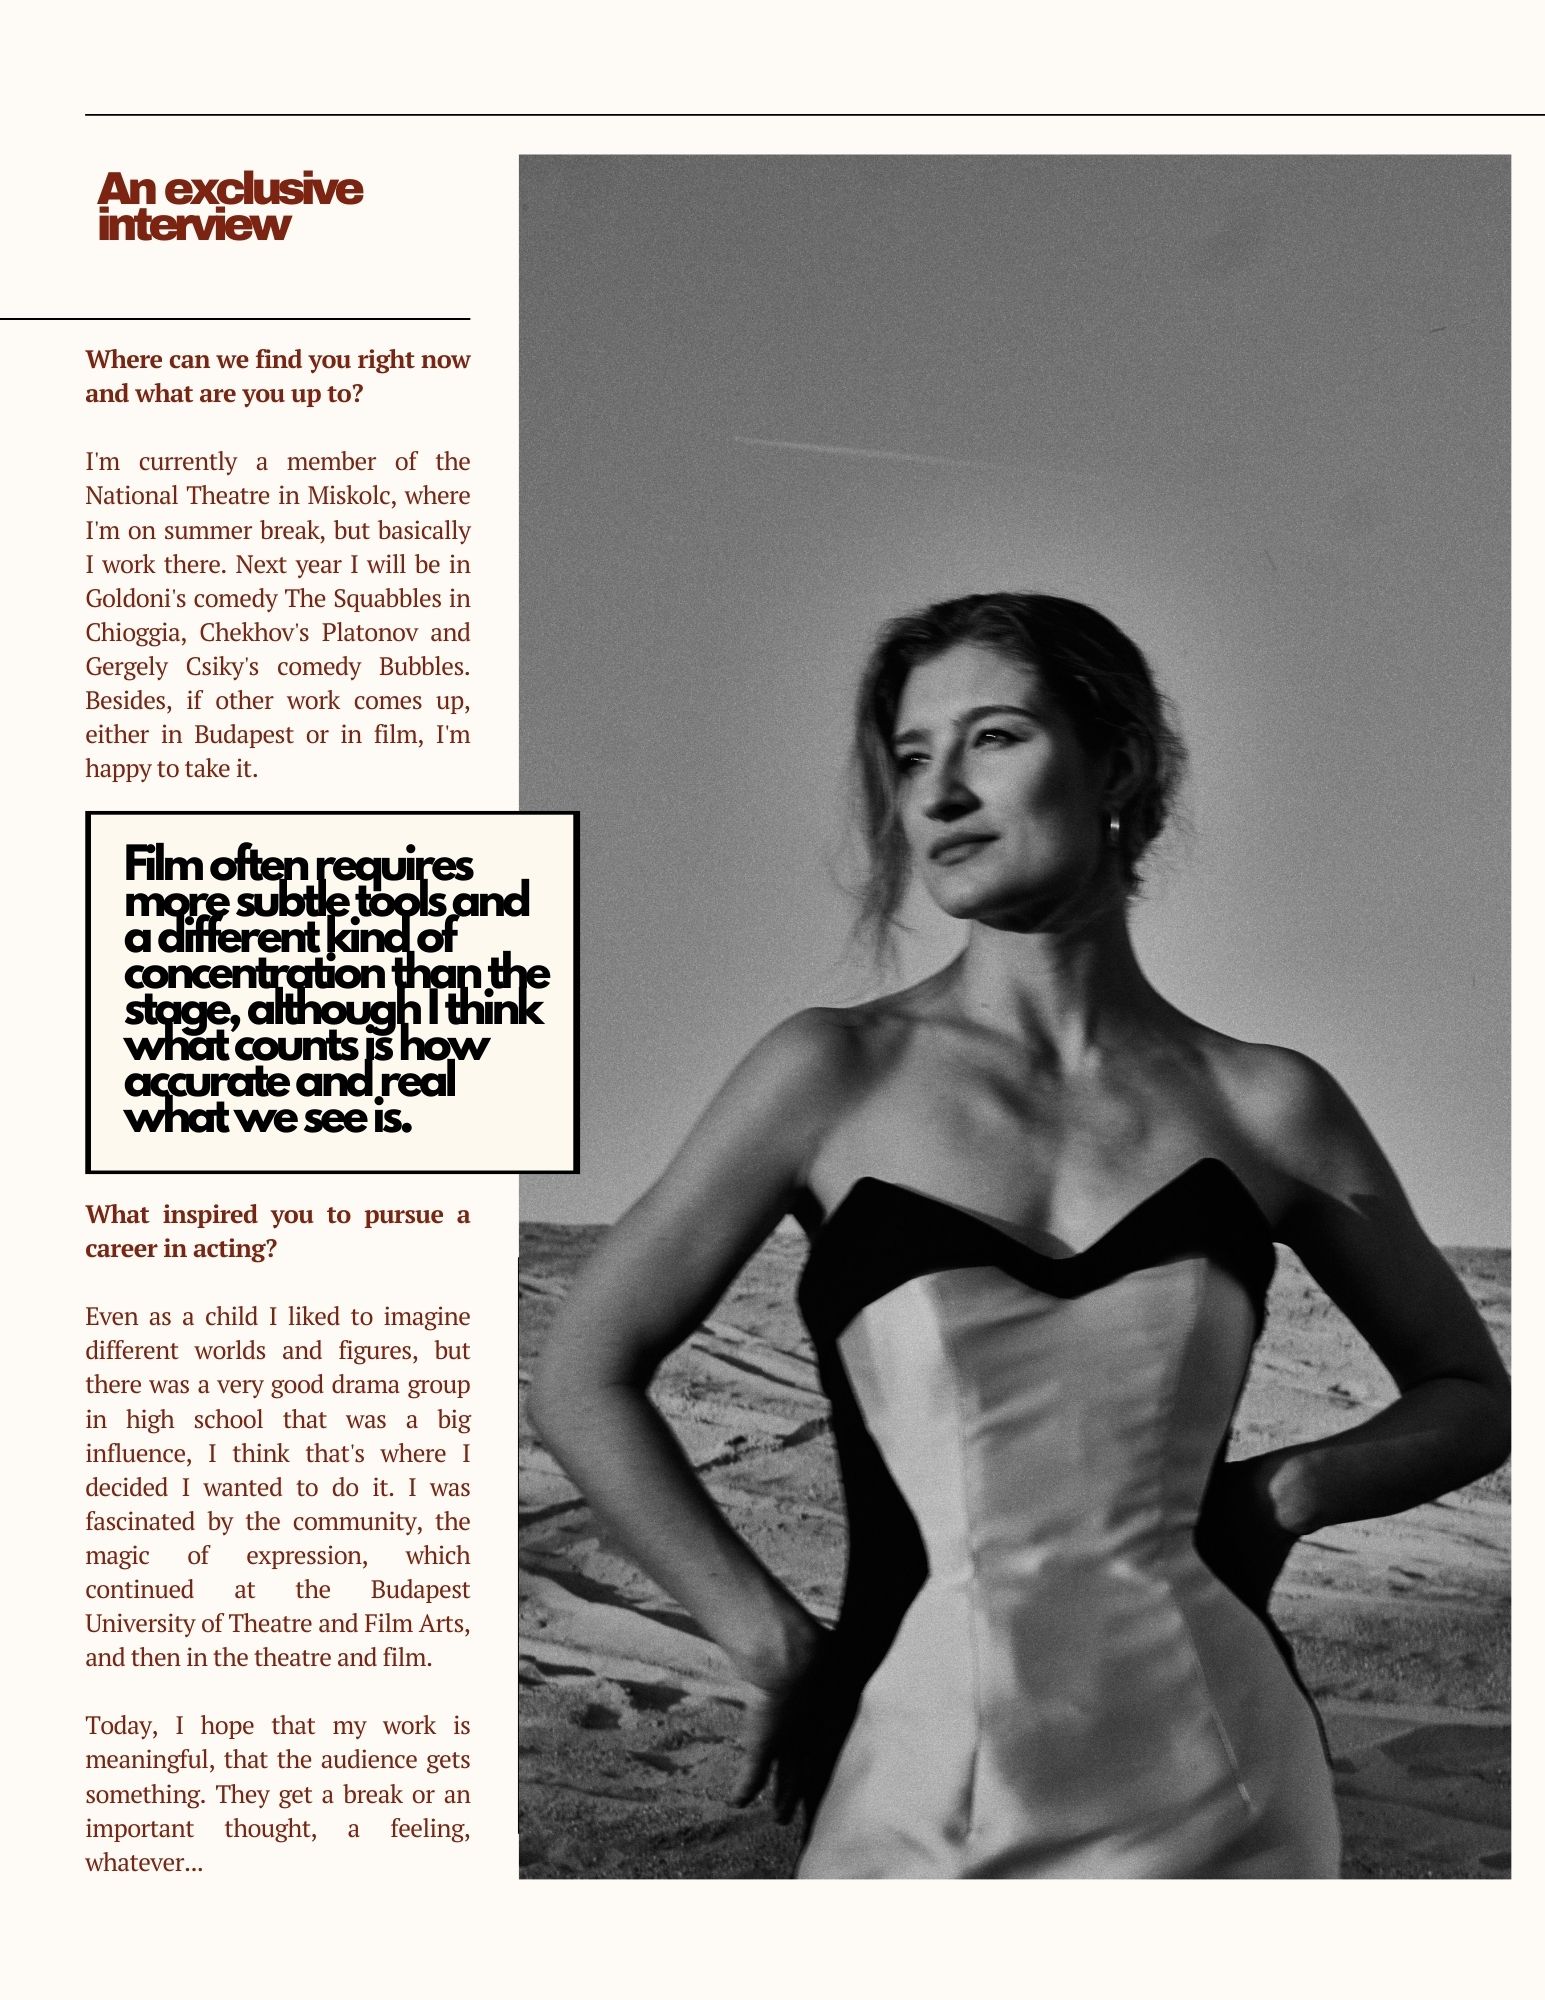 An exclusive
interview
Where can we find you right now
and what are you up to?
I'm currently a member of the
National Theatre in Miskolc, where
I'm on summer break, but basically
I work there. Next year I will be in
Goldoni's comedy The Squabbles in
Chioggia, Chekhov's Platonov and
Gergely Csiky's comedy Bubbles.
Besides, if other work comes up,
either in Budapest or in film, I'm
happy to take it.
Film often requires
more subtle tools and
a different kind of
concentration than the
stage, although I think
what counts is how
accurate and real
what we see is.
What inspired you to pursue a
career in acting?
Even as a child I liked to imagine
different worlds and figures, but
there was a very good drama group
in high school that was a big
influence, I think that's where I
decided I wanted to do it. I was
fascinated by the community, the
magic of expression, which
continued at the Budapest
University of Theatre and Film Arts,
and then in the theatre and film.
Today, I hope that my work is
meaningful, that the audience gets
something. They get a break or an
important thought, a feeling,
whatever...